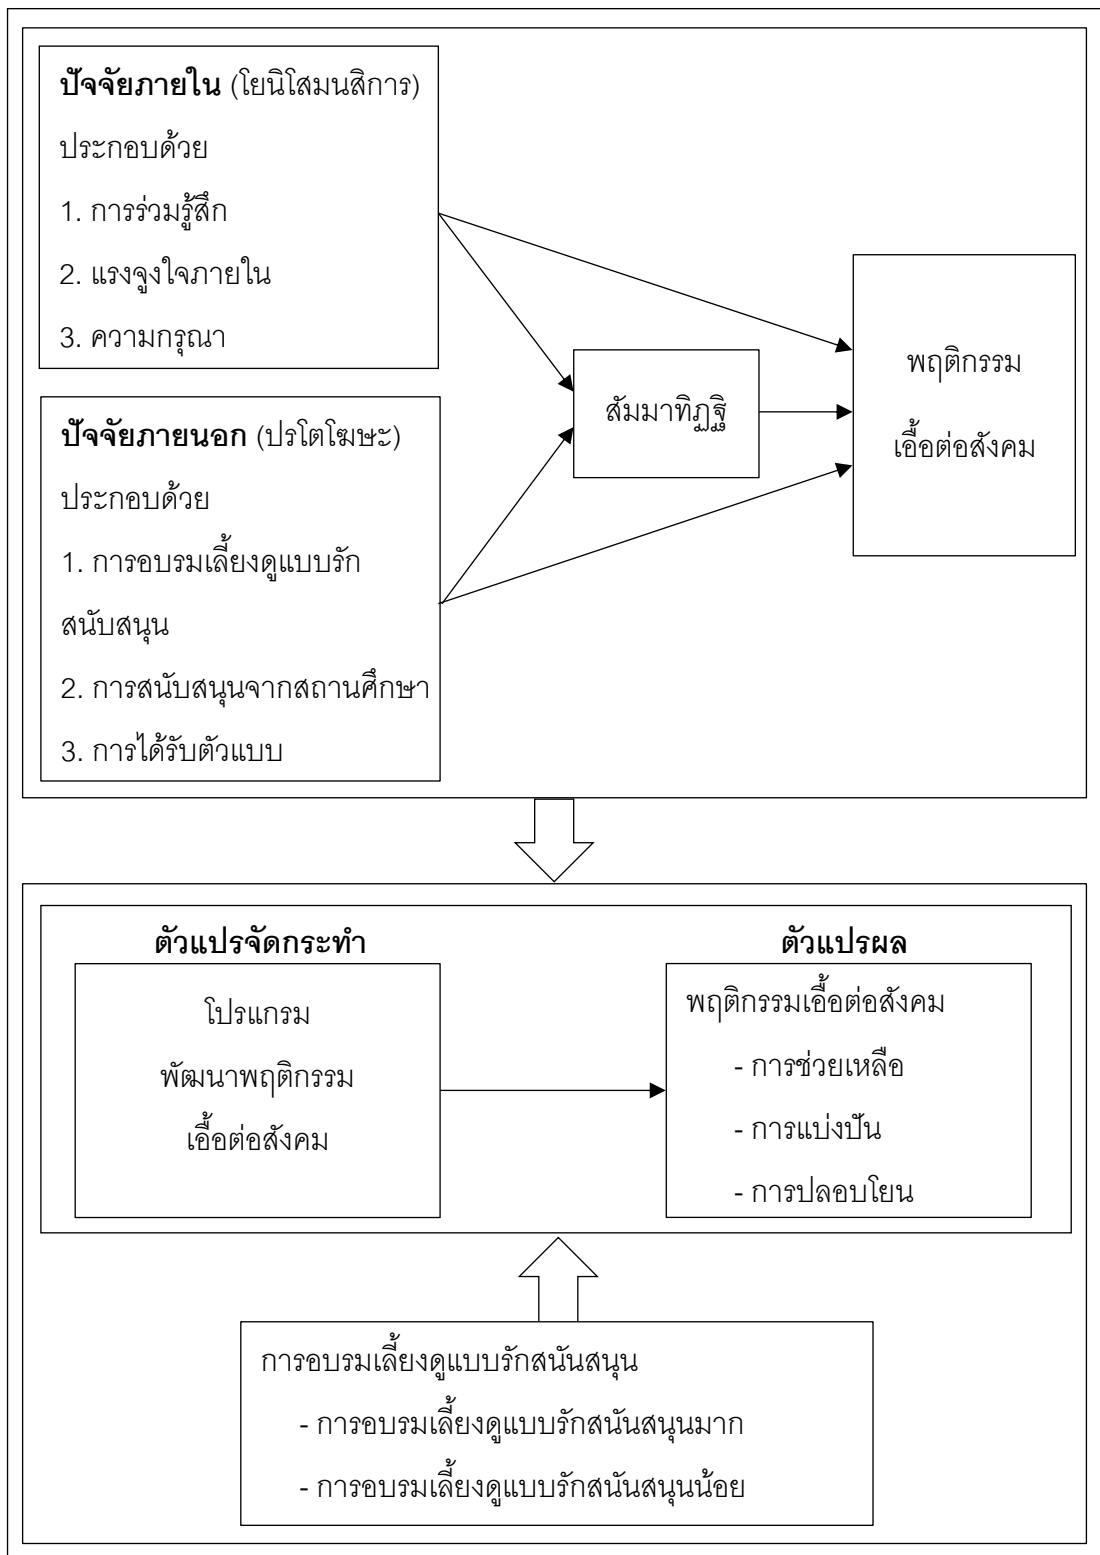 ปัจจัยภายใน (โยนิโสมนสิการ)
ประกอบด้วย
1. การร่วมรู้สึก
2. แรงจูงใจภายใน
3. ความกรุณา
ปัจจัยภายนอก (ปรโตโฆษะ)
ประกอบด้วย
1. การอบรมเลี้ยงดูแบบรัก
สนับสนุน
2. การสนับสนุนจากสถานศึกษา
3. การได้รับตัวแบบ
สัมมาทิฏฐิ
พฤติกรรม
เอื้อต่อสังคม
ตัวแปรจัดกระทำ
โปรแกรม
พัฒนาพฤติกรรม
เอื้อต่อสังคม
ตัวแปรผล
พฤติกรรมเอื้อต่อสังคม
- การช่วยเหลือ
- การแบ่งปัน
- การปลอบโยน
การอบรมเลี้ยงดูแบบรักสนันสนุน
- การอบรมเลี้ยงดูแบบรักสนันสนุนมาก
- การอบรมเลี้ยงดูแบบรักสนันสนุนน้อย